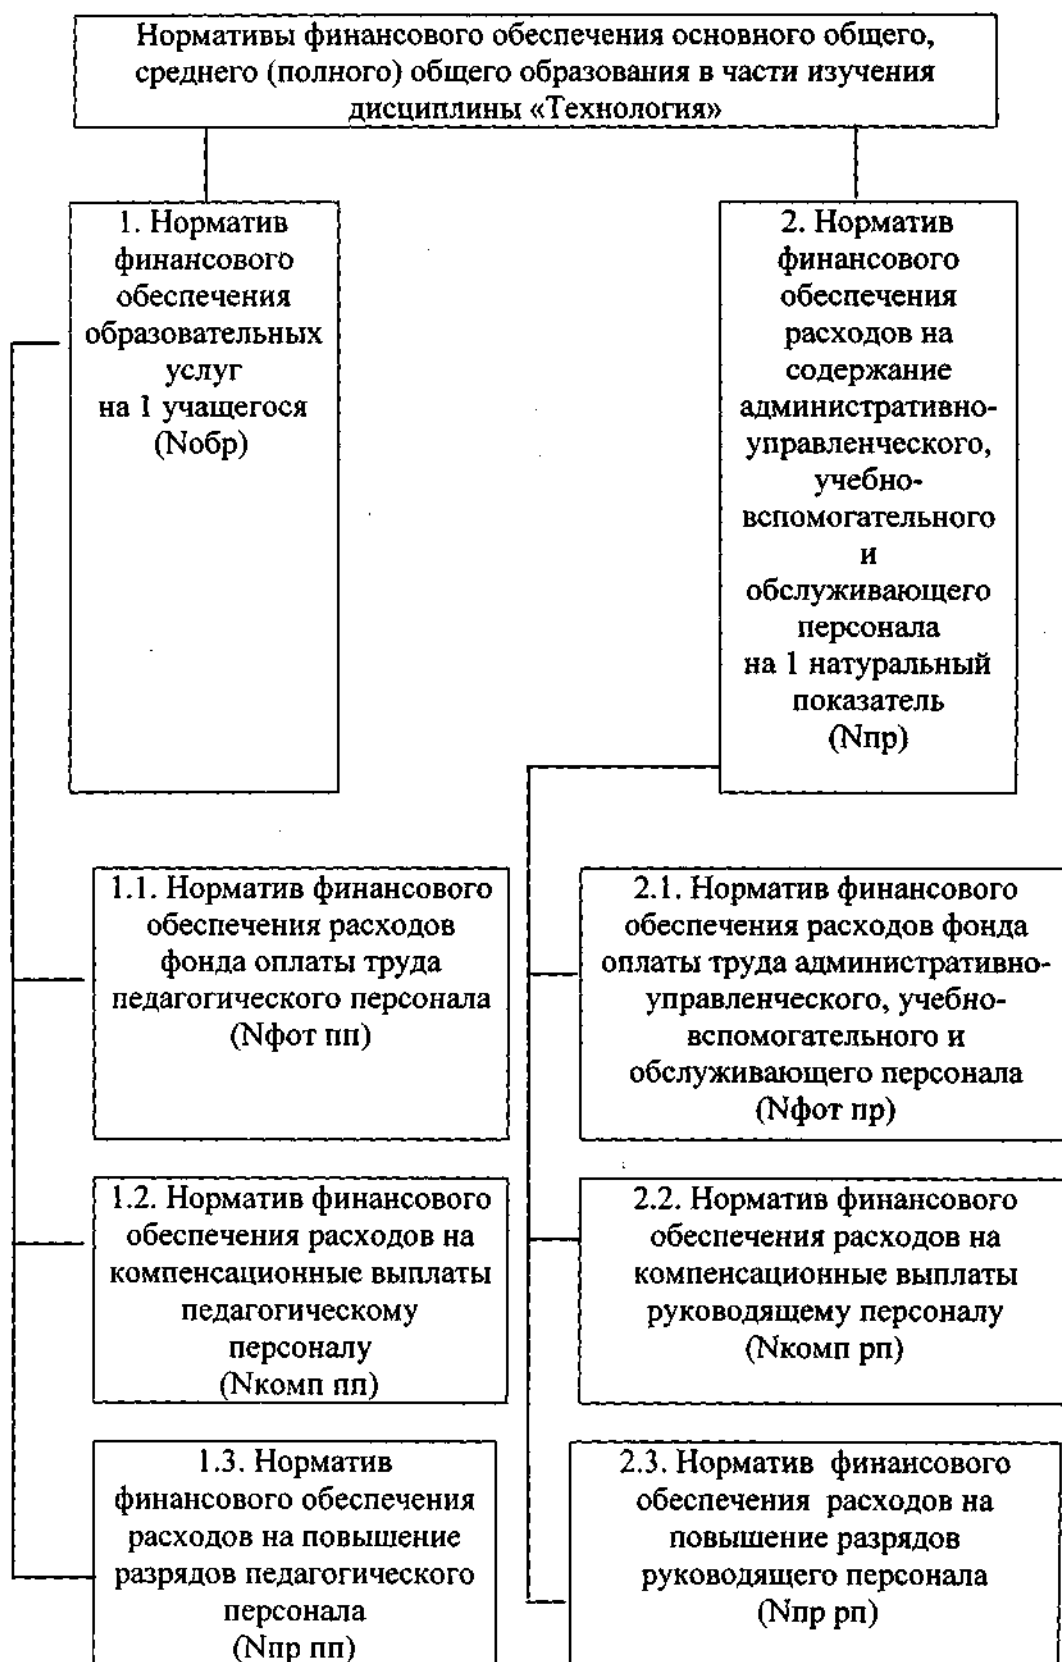 Нормативы финансового обеспечения основного общего,
среднего (полного) общего образования в части изучения
дисциплины «Технология»
1. Норматив
финансового
обеспечения
образовательных
услуг
на 1 учащегося
(Nобр)
2. Норматив
финансового
обеспечения
расходов на
содержание
административно-
управленческого,
учебно-
вспомогательного
и
обслуживающего
персонала
на 1 натуральный
показатель
(Nпр)
1.1. Норматив финансового
обеспечения расходов
фонда оплаты труда
педагогического персонала
(Nфот пп)
2.1. Норматив финансового
обеспечения расходов фонда
оплаты труда административно-
управленческого, учебно-
вспомогательного и
обслуживающего персонала
(Nфот пр)
1.2. Норматив финансового
обеспечения расходов на
компенсационные выплаты
педагогическому
персоналу
(Nкомп пп)
2.2. Норматив финансового
обеспечения расходов на
компенсационные выплаты
руководящему персоналу
(Nкомп рп)
1.3. Норматив
финансового обеспечения
расходов на повышение
разрядов педагогического
персонала
(Nпр пп)
2.3. Норматив финансового
обеспечения расходов на
повышение разрядов
руководящего персонала
(Nпр рп)